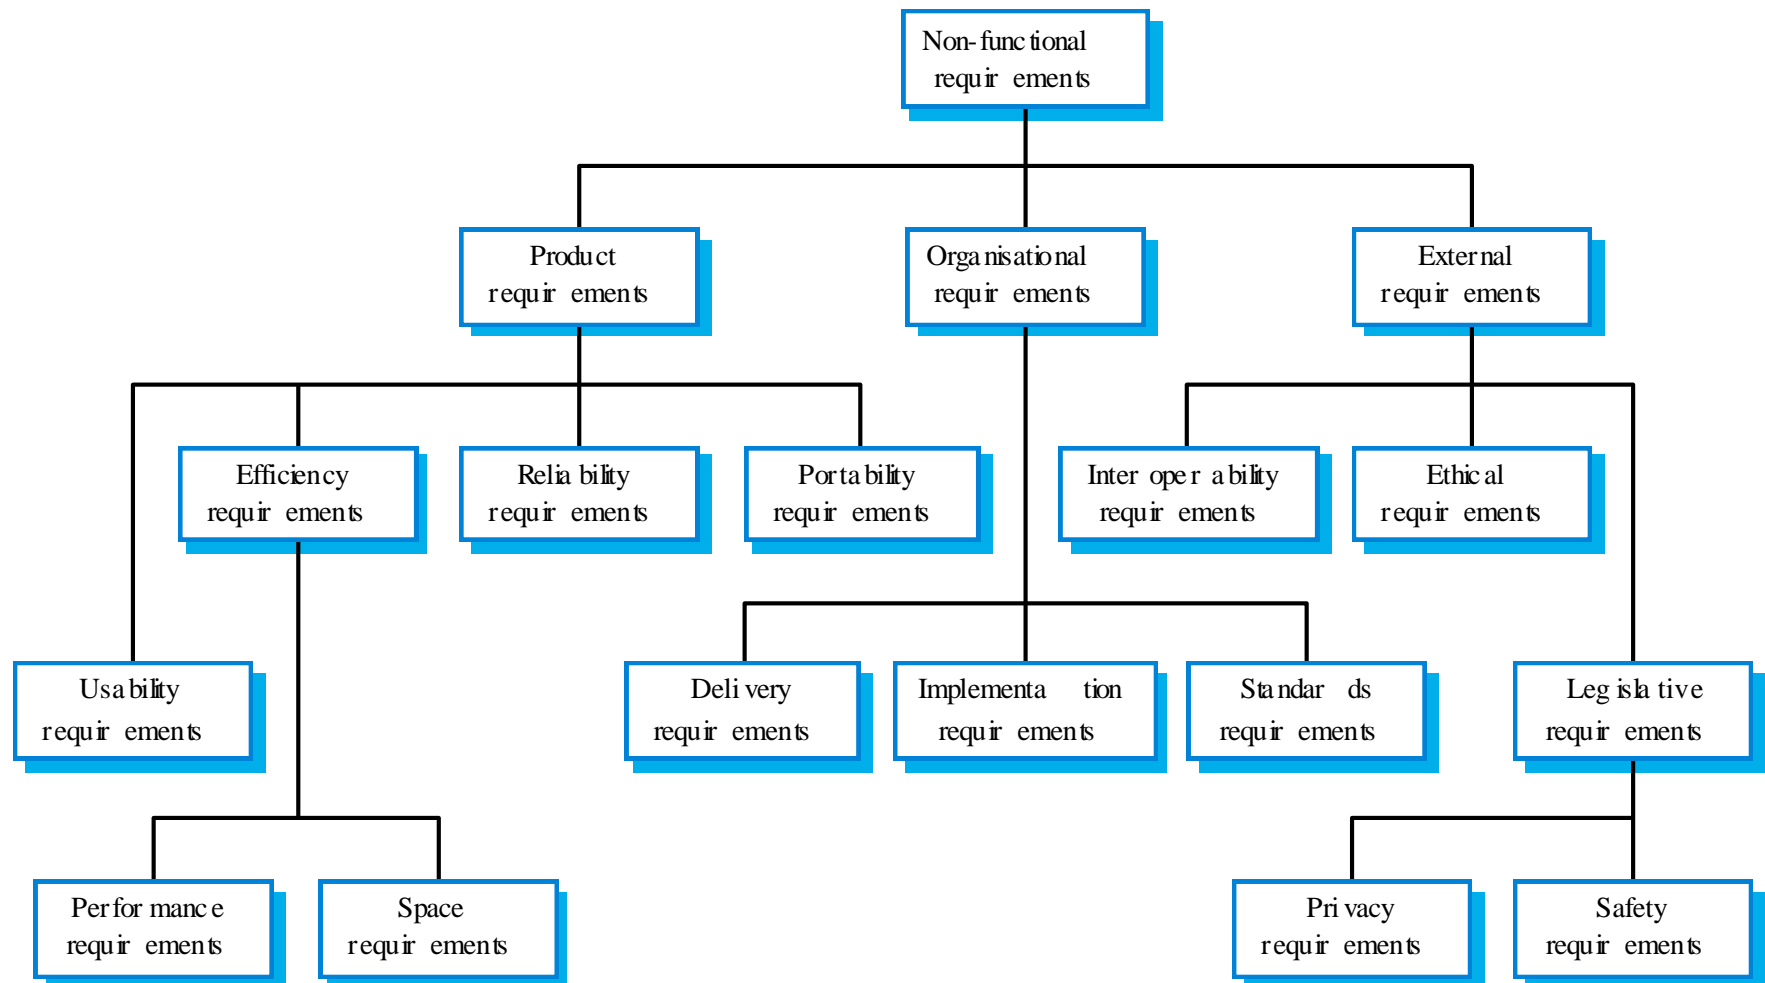 Non-functional
requirements
Product
requirements
Organisational
requirements
External
requirements
Efficiency
requirements
Reliability
requirements
Portability
requirements
Interoperability
requirements
Ethical
requirements
Usability
requirements
Delivery
requirements
Implementation
requirements
Standards
requirements
Legislative
requirements
Performance
requirements
Space
requirements
Privacy
requirements
Safety
requirements